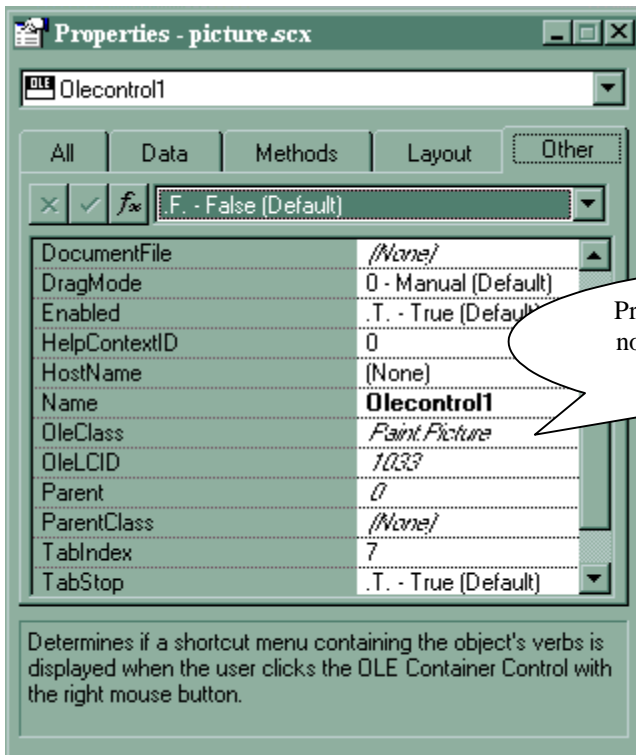 Properties - picture.scx
OLE Olecontrol1
All Data Methods Layout Other
fx .F. - False (Default)
DocumentFile (None)
DragMode 0 - Manual (Default)
Enabled .T. - True (Default)
HelpContextID 0
HostName (None)
Name Olecontrol1
OleClass Paint.Picture
OleLCID 1033
Parent 0
ParentClass (None)
TabIndex 7
TabStop .T. - True (Default)
Determines if a shortcut menu containing the object's verbs is
displayed when the user clicks the OLE Container Control with
the right mouse button.